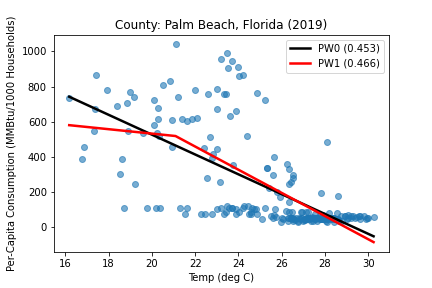 County: Palm Beach, Florida (2019)
Per-Capita Consumption (MMBtu/1000 Households)
1000
800
600
400
200
0
PW0 (0.453)
PW1 (0.466)
16 18 20 22 24 26 28 30
Temp (deg C)